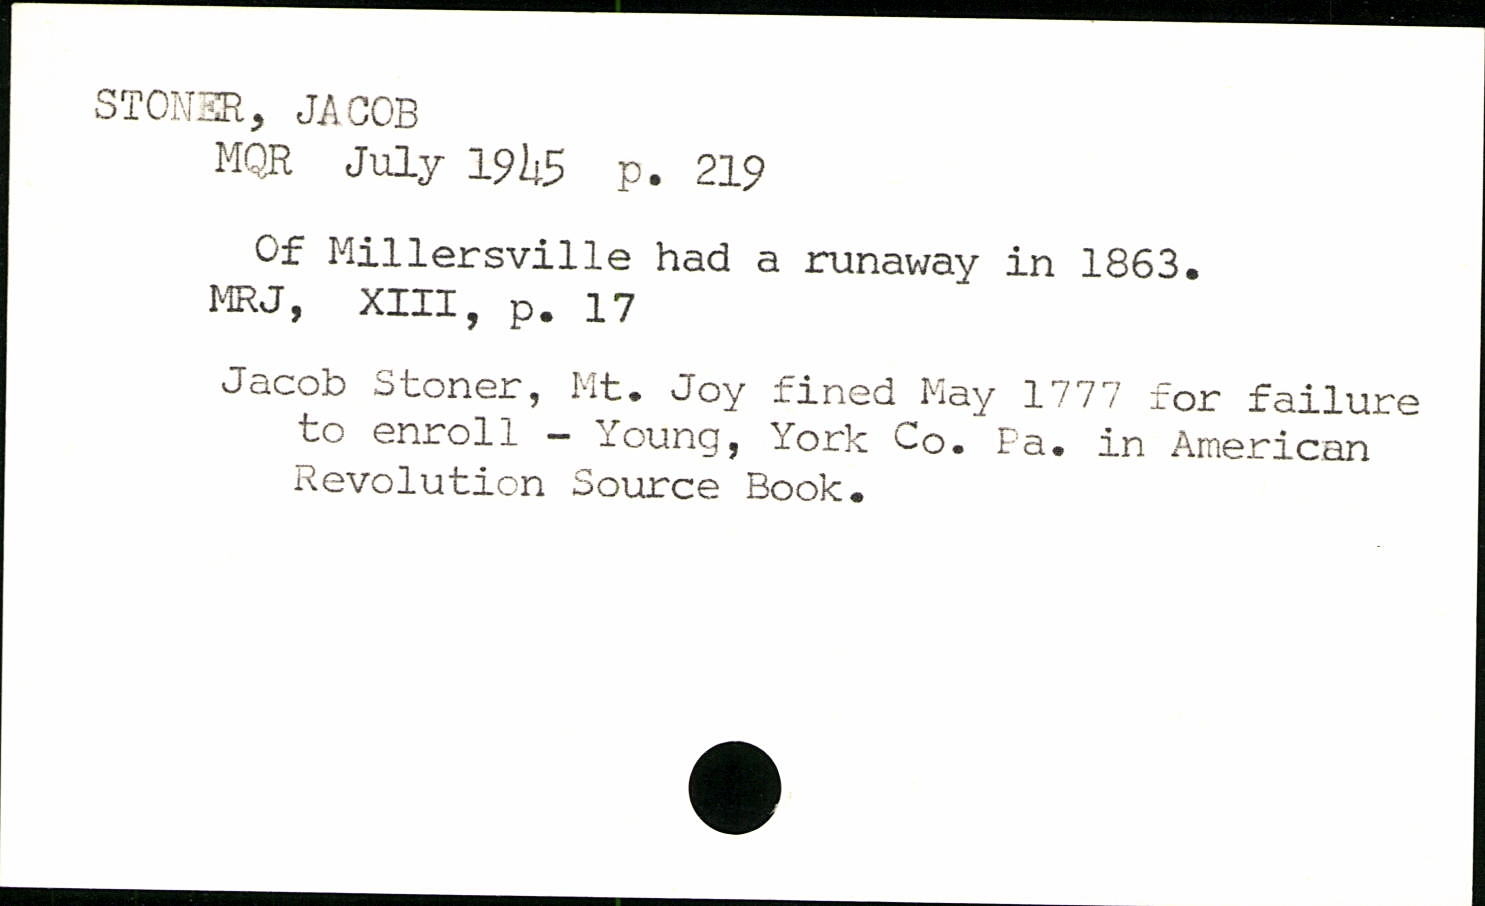 STONER, JACOB
MQR July 1945 p. 219
Of Millersville had a runaway in 1863.
MRJ, XIII, p. 17
Jacob Stoner, Mt. Joy fined May 1777 for failure
to enroll - Young, York Co. Pa. in American
Revolution Source Book.